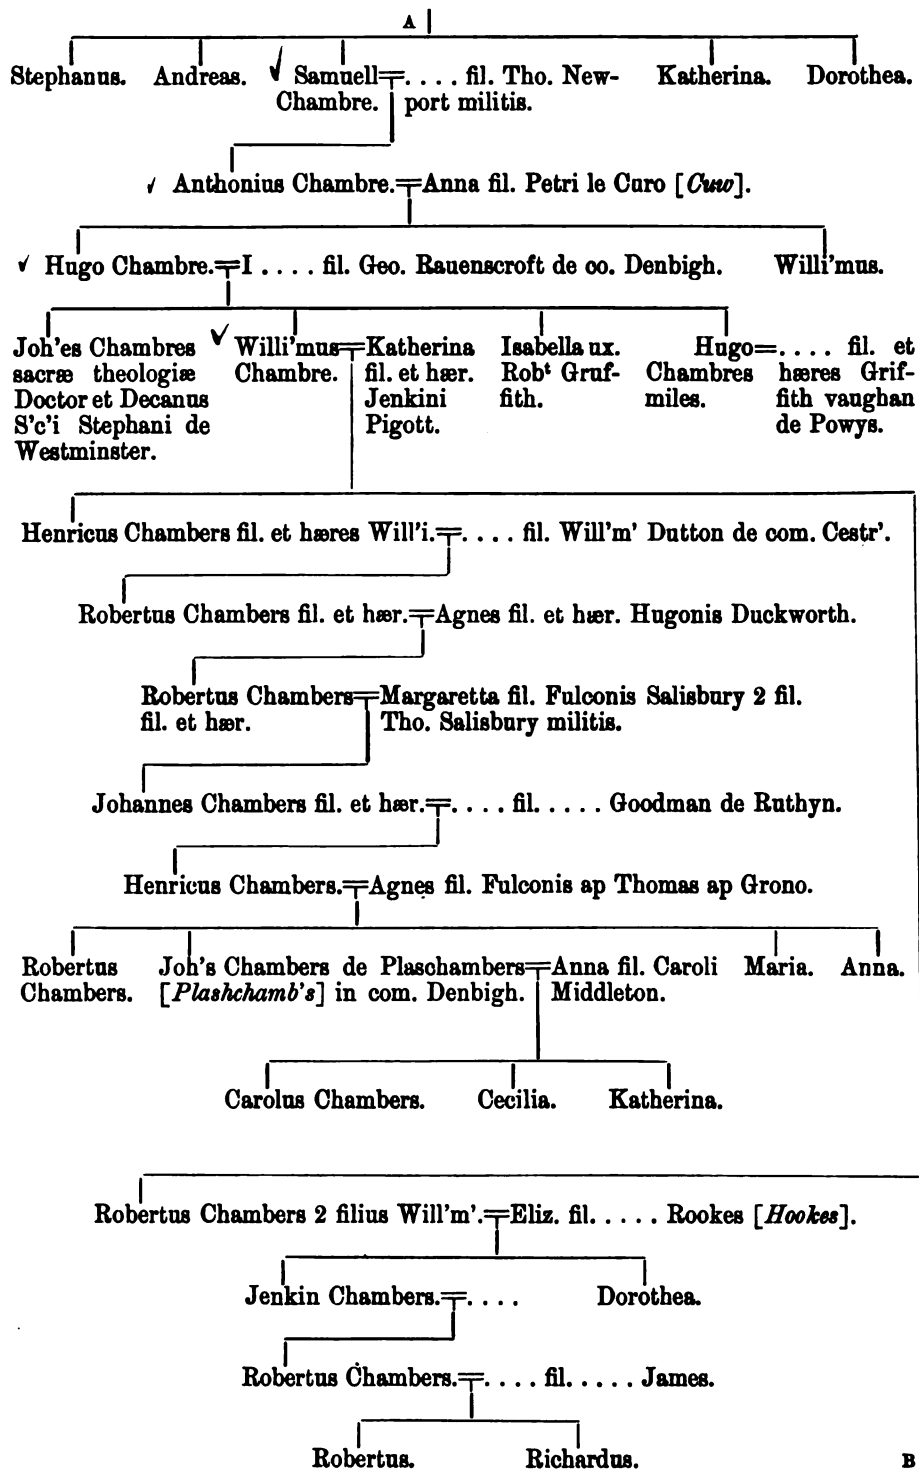 A
Stephanus. Andreas. Samuell=. . . . fil. Tho. New- Katherina. Dorothea.
Chambre. port militis.
Anthonius Chambre.=Anna fil. Petri le Curo [Cuw].
Hugo Chambre.=I . . . . fil. Geo. Rauenscroft de co. Denbigh. Willi'mus.
Joh'es Chambres Willi'mus=Katherina Isabella ux. Hugo=. . . . fil. et
sacræ theologiæ Chambre. fil. et hær. Robt Gruf- Chambres hæres Grif-
Doctor et Decanus Jenkini fith. miles. fith vaughan
S'c'i Stephani de Pigott. de Powys.
Westminster.
Henricus Chambers fil. et hæres Will'i.=. . . . fil. Will'm' Dutton de com. Cestr'.
Robertus Chambers fil. et hær.=Agnes fil. et hær. Hugonis Duckworth.
Robertus Chambers=Margaretta fil. Fulconis Salisbury 2 fil.
fil. et hær. Tho. Salisbury militis.
Johannes Chambers fil. et hær.=. . . . fil. . . . . Goodman de Ruthyn.
Henricus Chambers.=Agnes fil. Fulconis ap Thomas ap Grono.
Robertus Joh's Chambers de Plaschambers=Anna fil. Caroli Maria. Anna.
Chambers. [Plashchamb's] in com. Denbigh. Middleton.
Carolus Chambers. Cecilia. Katherina.
Robertus Chambers 2 filius Will'm'.=Eliz. fil. . . . . Rookes [Hookes].
Jenkin Chambers.=. . . . Dorothea.
Robertus Chambers.=. . . . fil. . . . . James.
Robertus. Richardus.
B